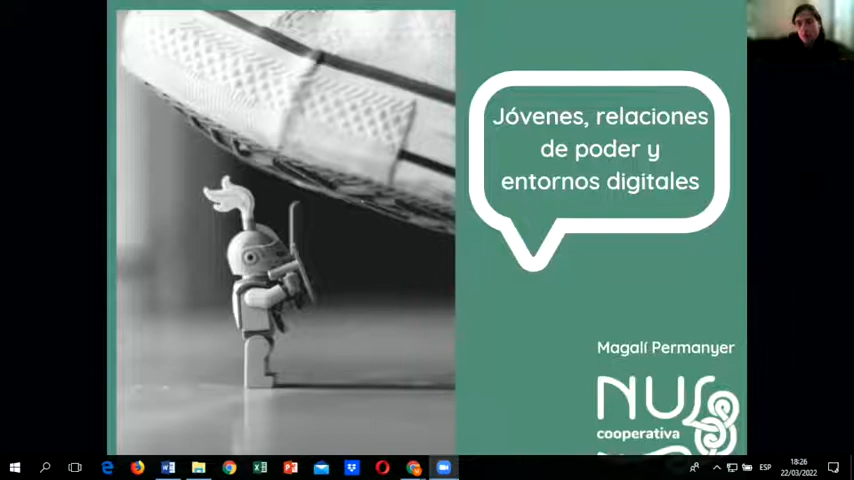 Jóvenes, relaciones
de poder y
entornos digitales
Magalí Permanyer
NUS
cooperativa
ESP
18:26
22/03/2022